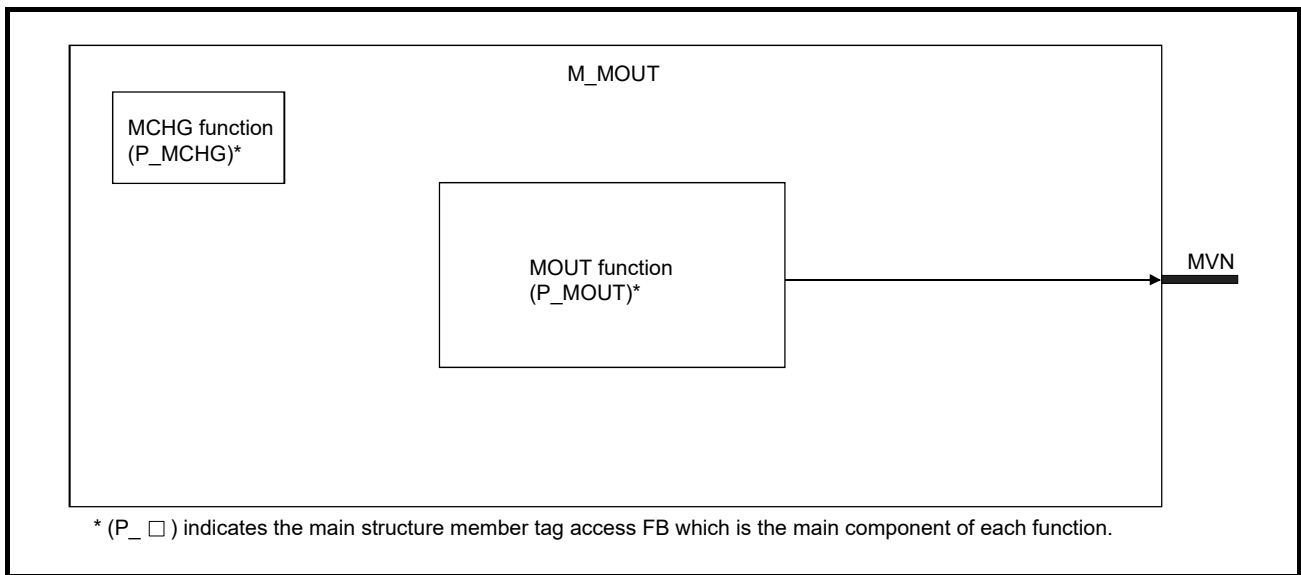 M_MOUT
MCHG function
(P_MCHG)*
MOUT function
(P_MOUT)*
MVN
* (P_ □ ) indicates the main structure member tag access FB which is the main component of each function.